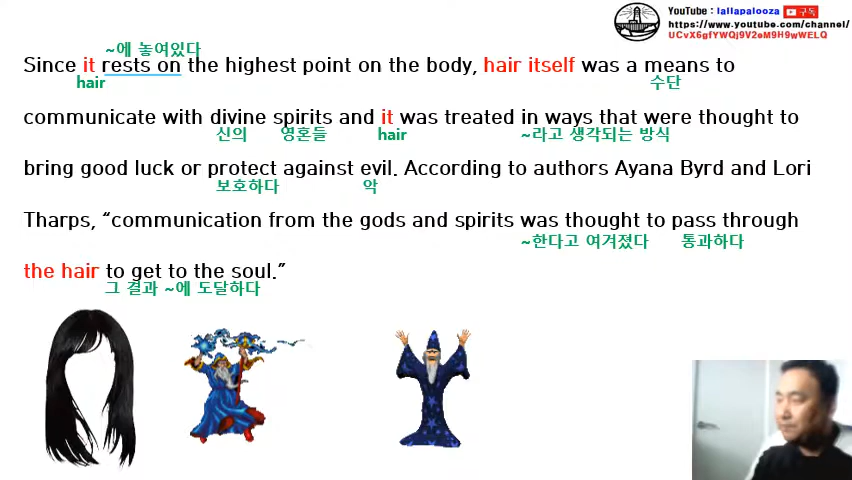 YouTube : lallapalooza 구독
https://www.youtube.com/channel/
UCvX6gfYWQj9V2eM9H9wWELQ
~에 놓여있다
Since it rests on the highest point on the body, hair itself was a means to
hair 수단
communicate with divine spirits and it was treated in ways that were thought to
신의 영혼들 hair ~라고 생각되는 방식
bring good luck or protect against evil. According to authors Ayana Byrd and Lori
보호하다 악
Tharps, “communication from the gods and spirits was thought to pass through
~한다고 여겨졌다 통과하다
the hair to get to the soul.”
그 결과 ~에 도달하다